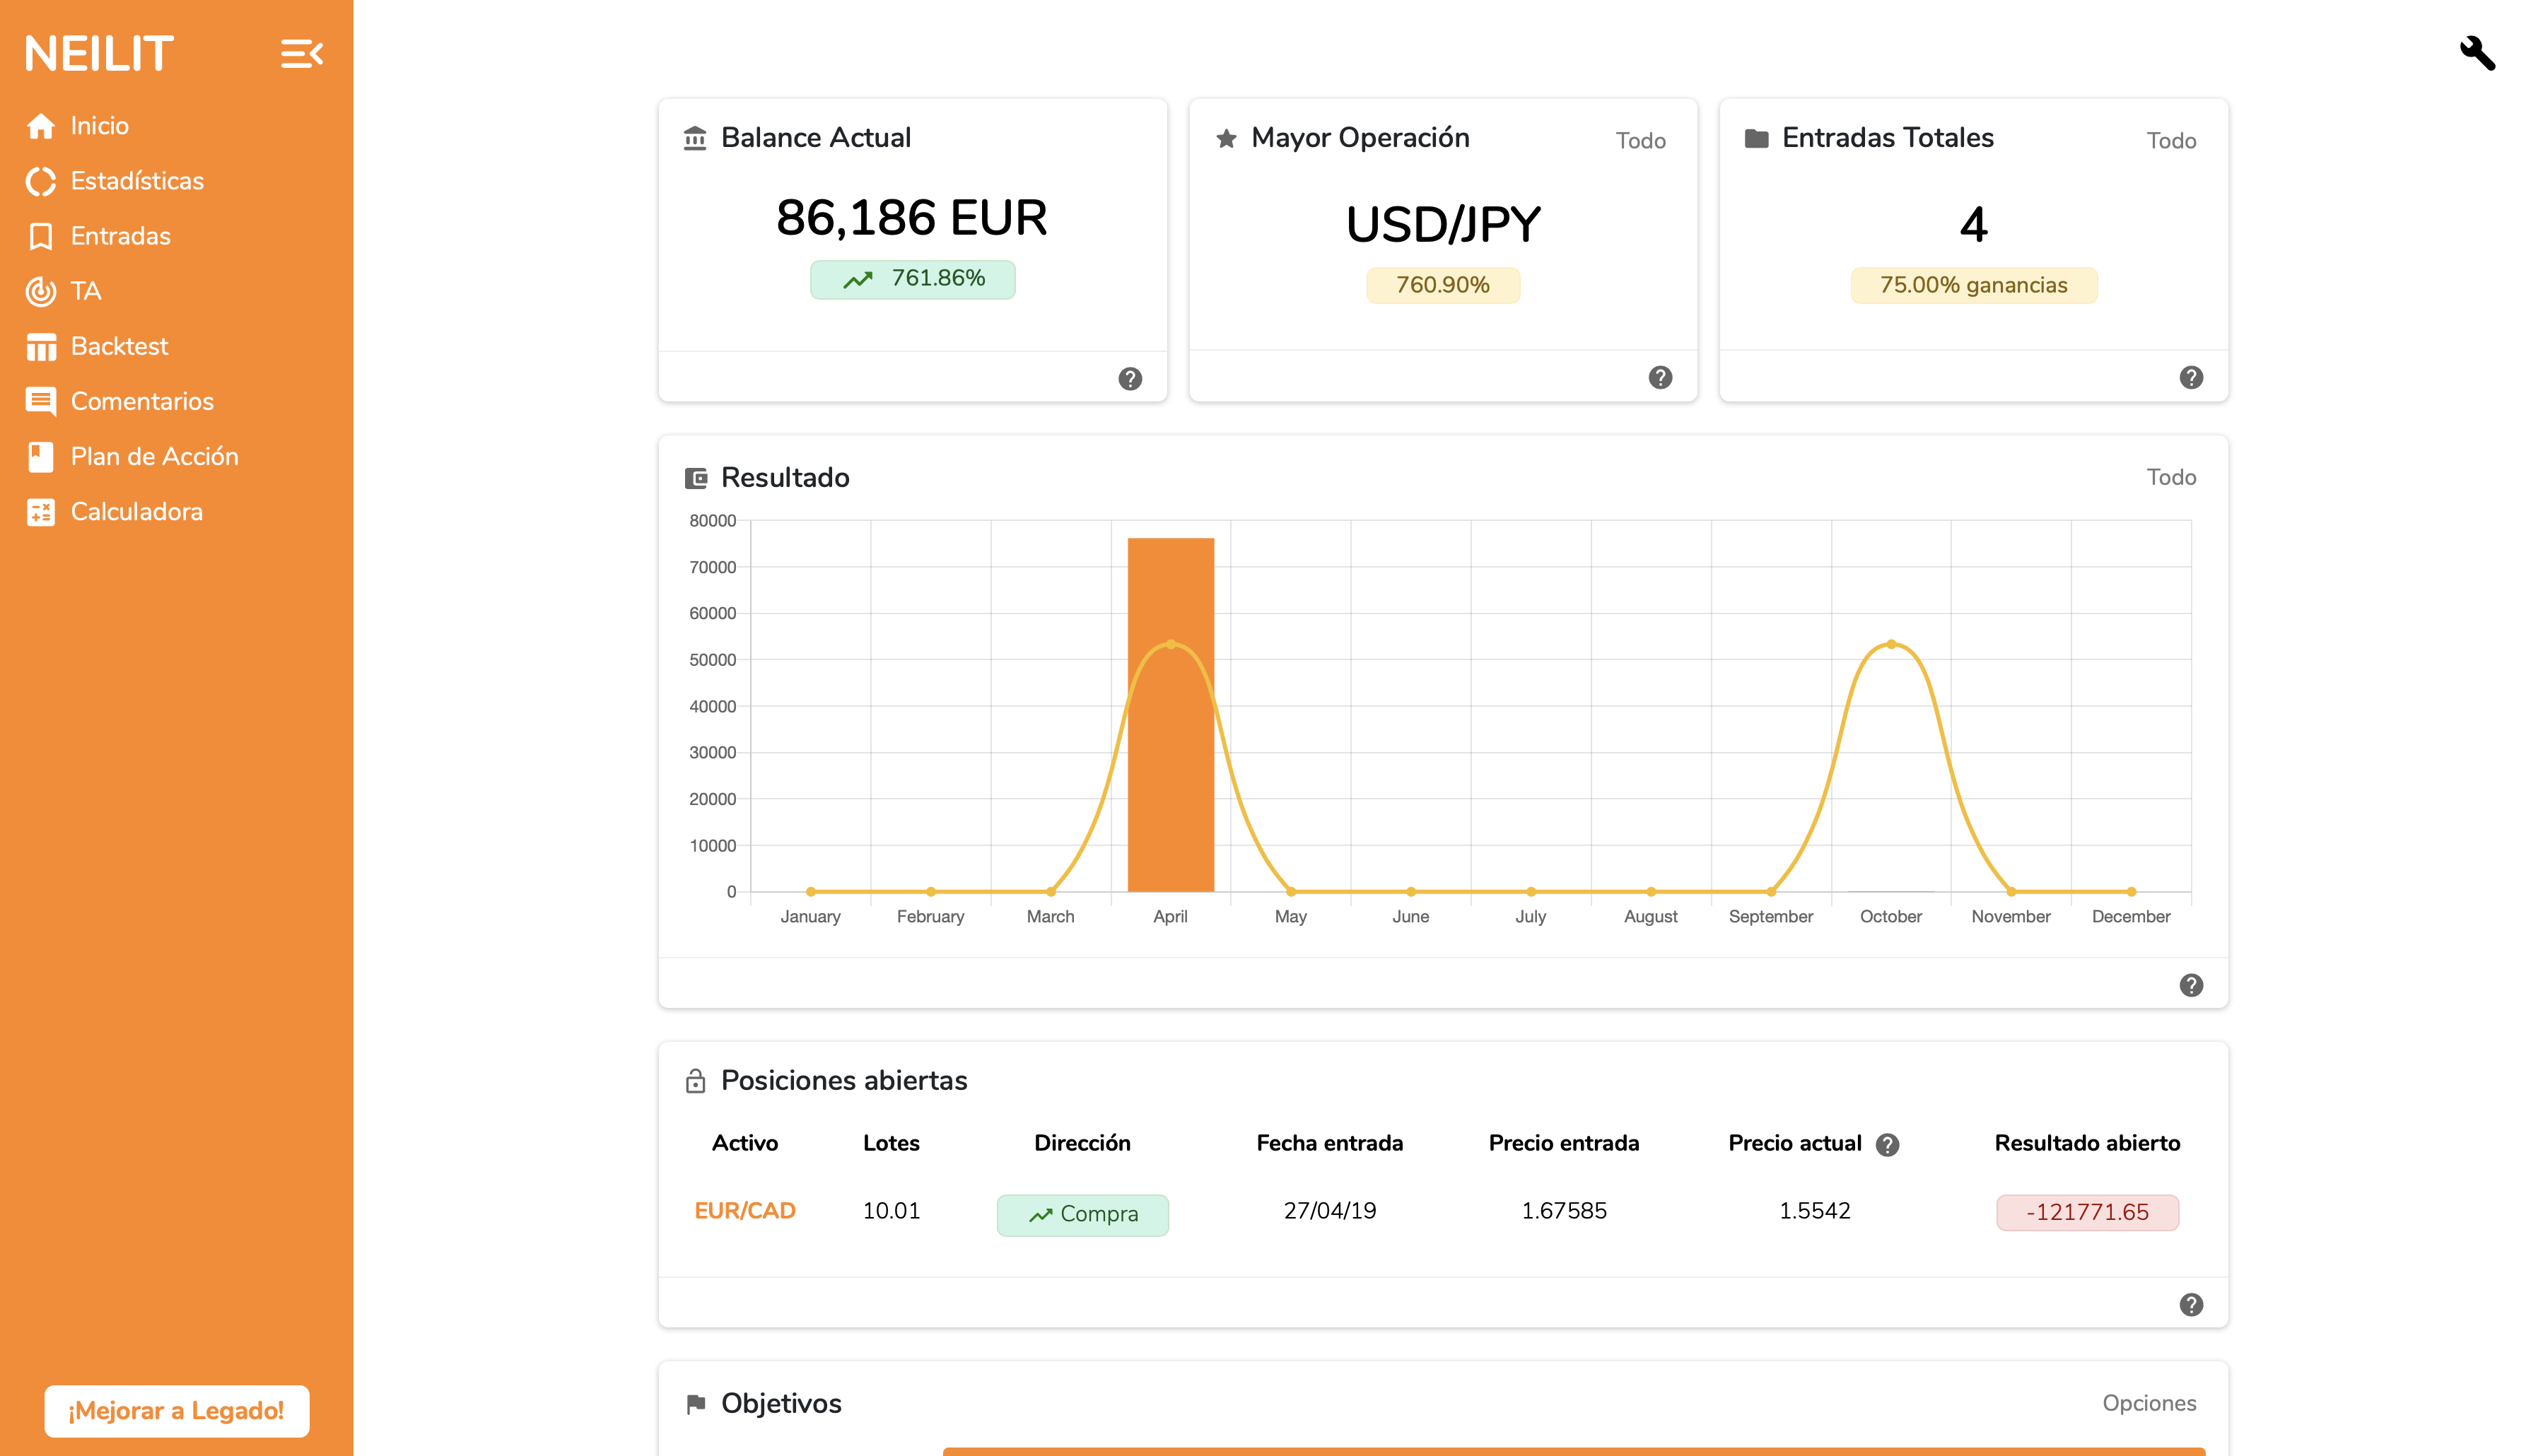 NEILIT
Inicio
Estadísticas
Entradas
TA
Backtest
Comentarios
Plan de Acción
Calculadora
¡Mejorar a Legado!
Balance Actual
86,186 EUR
761.86%
Mayor Operación Todo
USD/JPY
760.90%
Entradas Totales Todo
4
75.00% ganancias
Resultado Todo
80000
70000
60000
50000
40000
30000
20000
10000
0
January February March April May June July August September October November December
Posiciones abiertas
Activo Lotes Dirección Fecha entrada Precio entrada Precio actual Resultado abierto
EUR/CAD 10.01 Compra 27/04/19 1.67585 1.5542 -121771.65
Objetivos Opciones